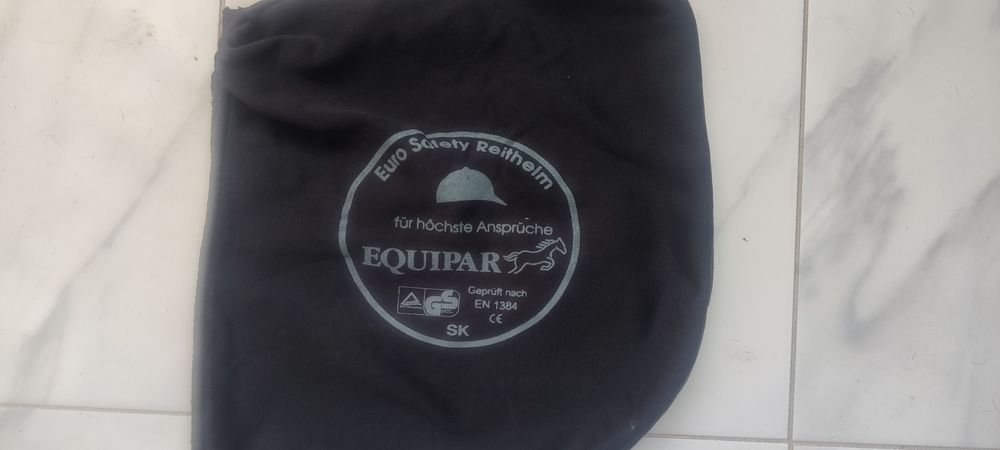 Euro Safety Reithelm
für höchste Ansprüche
EQUIPAR
GS
Geprüft nach
EN 1384
CE
SK